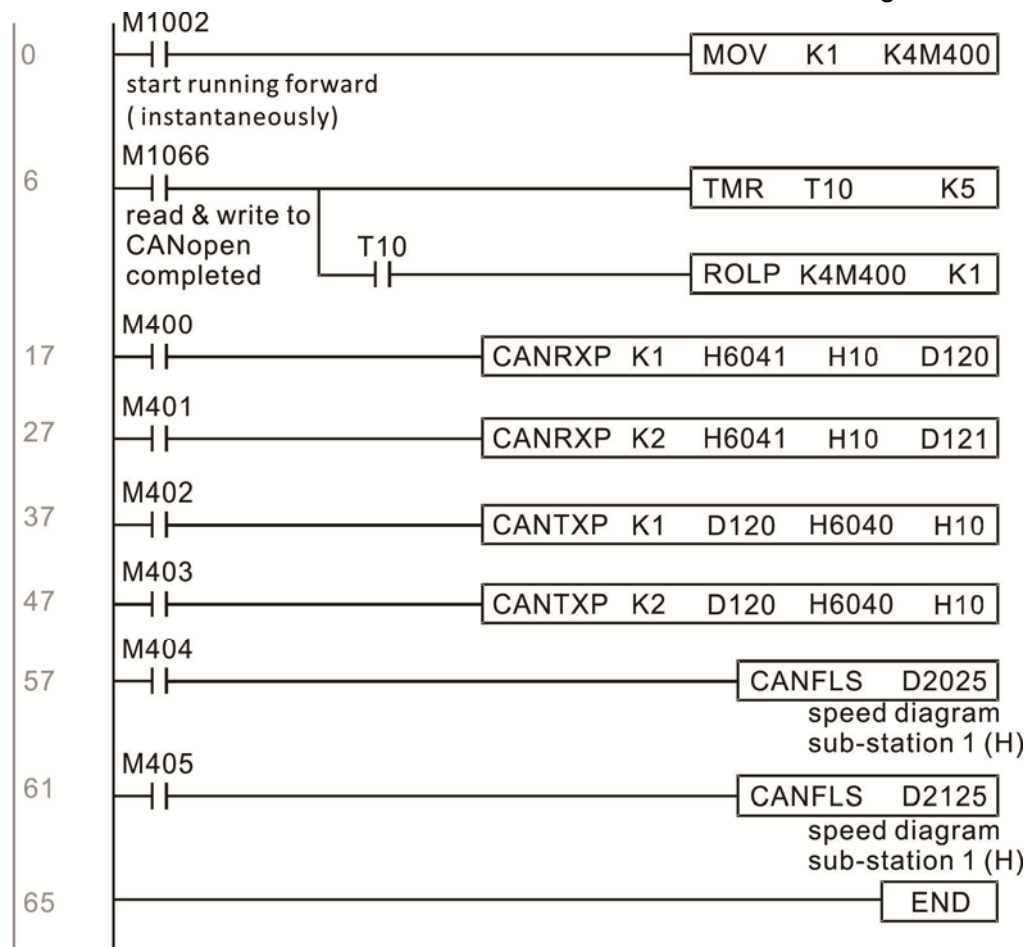 M1002
0 MOV K1 K4M400
start running forward
( instantaneously)
M1066
6 TMR T10 K5
read & write to
CANopen
completed
T10
ROLP K4M400 K1
M400
17 CANRXP K1 H6041 H10 D120
M401
27 CANRXP K2 H6041 H10 D121
M402
37 CANTXP K1 D120 H6040 H10
M403
47 CANTXP K2 D120 H6040 H10
M404
57 CANFLS D2025
speed diagram
sub-station 1 (H)
M405
61 CANFLS D2125
speed diagram
sub-station 1 (H)
65 END